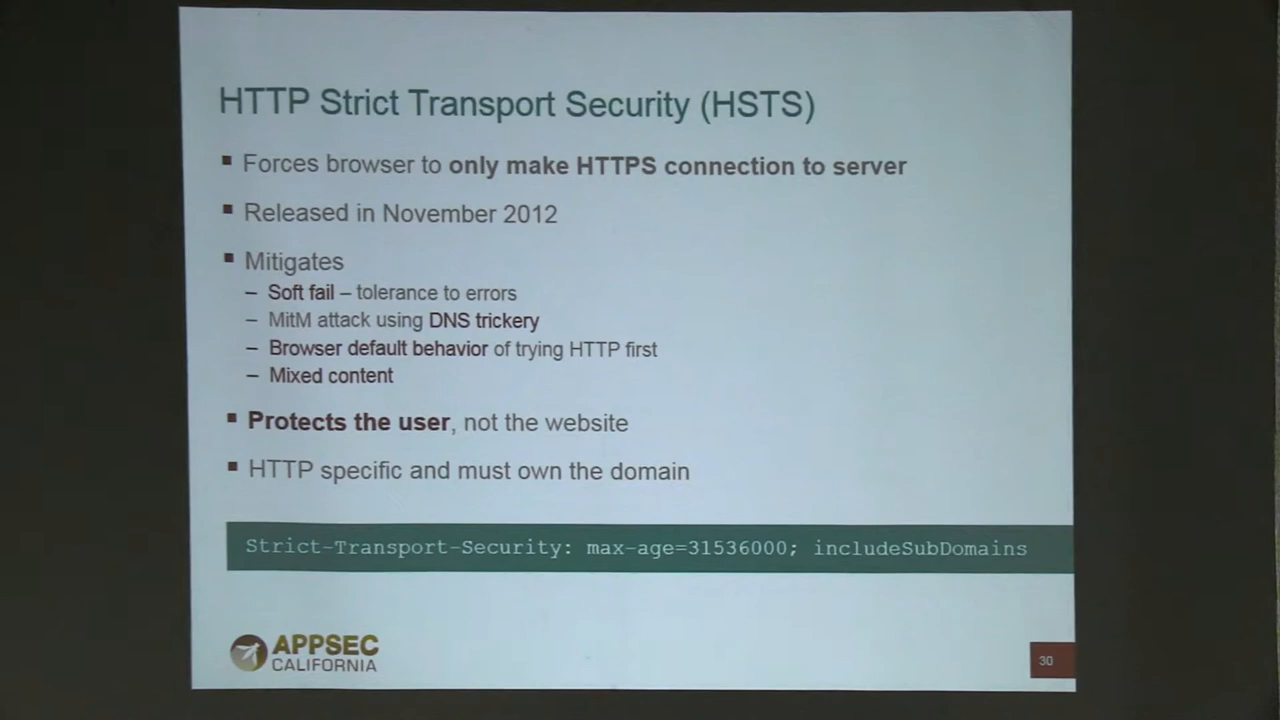 HTTP Strict Transport Security (HSTS)
▪ Forces browser to only make HTTPS connection to server
▪ Released in November 2012
▪ Mitigates
– Soft fail – tolerance to errors
– MitM attack using DNS trickery
– Browser default behavior of trying HTTP first
– Mixed content
▪ Protects the user, not the website
▪ HTTP specific and must own the domain
Strict-Transport-Security: max-age=31536000; includeSubDomains
APPSEC
CALIFORNIA
30